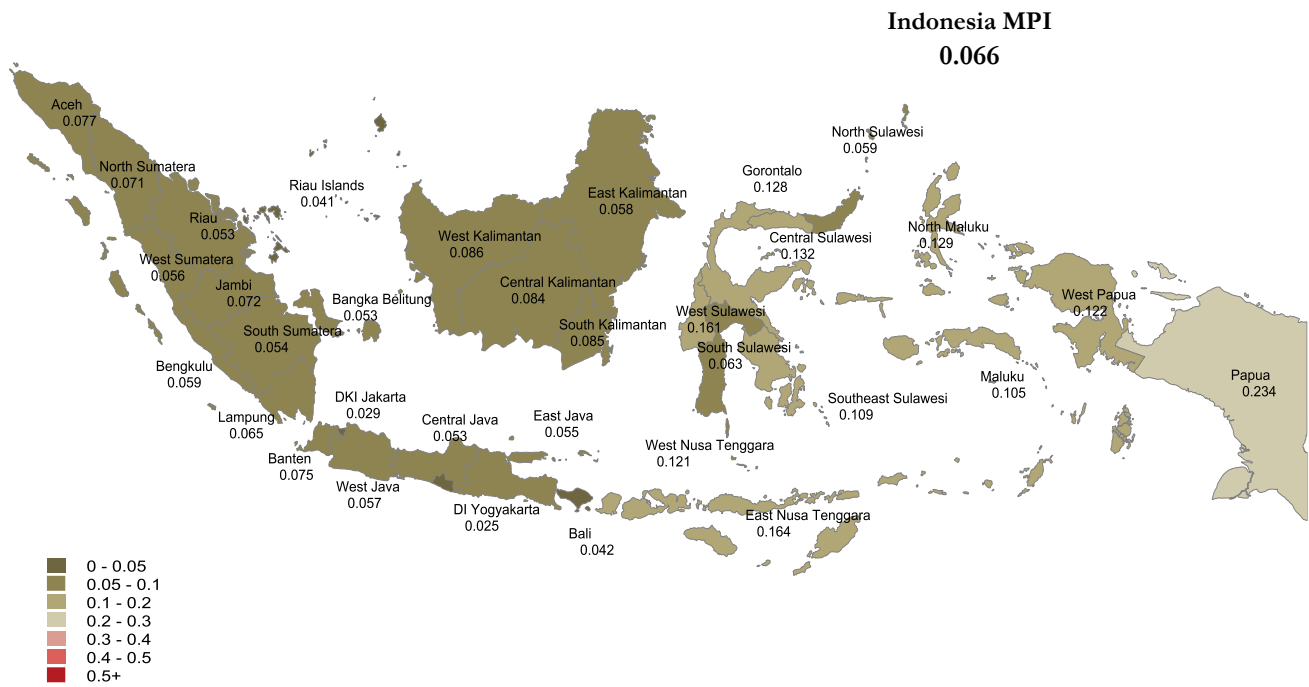 Indonesia MPI
0.066
Aceh
0.077
North Sumatera
0.071
Riau Islands
0.041
Riau
0.053
West Sumatera
0.056
Jambi
0.072
Bangka Belitung
0.053
South Sumatera
0.054
Bengkulu
0.059
Lampung
0.065
East Kalimantan
0.058
West Kalimantan
0.086
Central Kalimantan
0.084
South Kalimantan
0.085
North Sulawesi
0.059
Gorontalo
0.128
Central Sulawesi
0.132
West Sulawesi
0.161
South Sulawesi
0.063
Southeast Sulawesi
0.109
North Maluku
0.129
West Papua
0.122
Maluku
0.105
Papua
0.234
DKI Jakarta
0.029
Banten
0.075
West Java
0.057
Central Java
0.053
DI Yogyakarta
0.025
East Java
0.055
Bali
0.042
West Nusa Tenggara
0.121
East Nusa Tenggara
0.164
0 - 0.05
0.05 - 0.1
0.1 - 0.2
0.2 - 0.3
0.3 - 0.4
0.4 - 0.5
0.5+